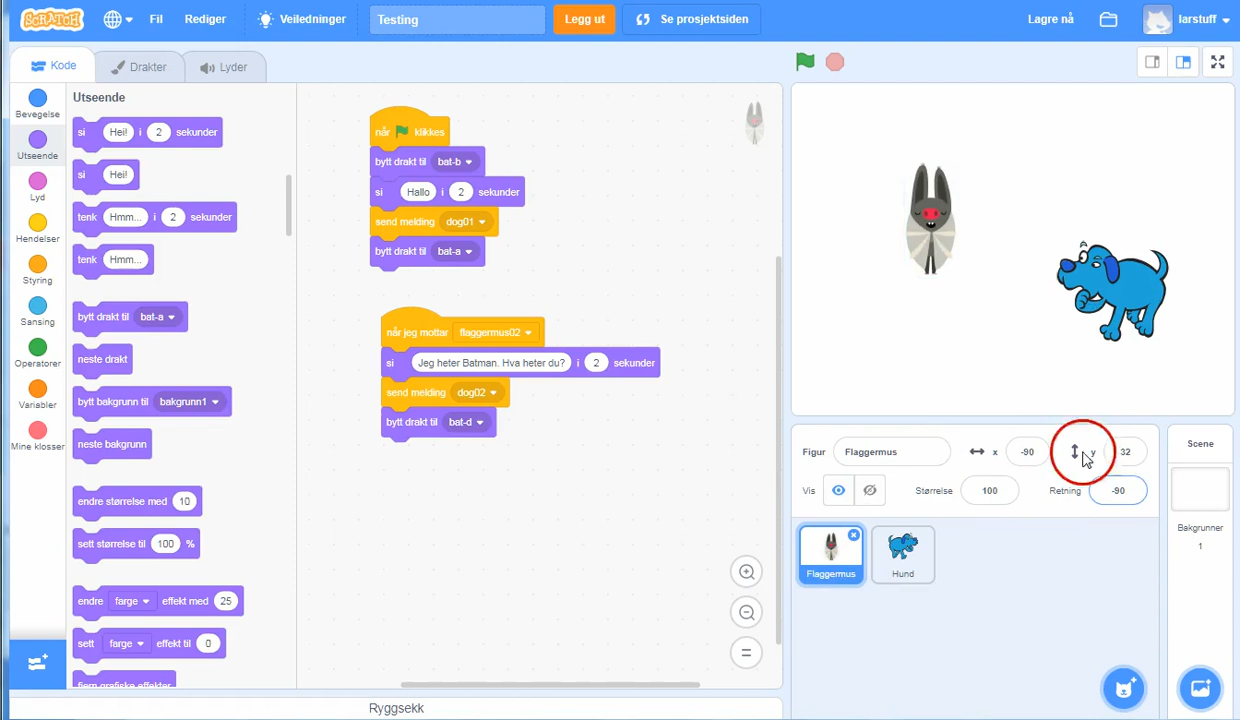 SCRATCH Fil Rediger Veiledninger Testing Legg ut Se prosjektsiden Lagre nå larstuff
Kode Drakter Lyder
Bevegelse
Utseende
Lyd
Hendelser
Styring
Sansing
Operatorer
Variabler
Mine klosser
Utseende
si Hei! i 2 sekunder
si Hei!
tenk Hmm... i 2 sekunder
tenk Hmm...
bytt drakt til bat-a
neste drakt
bytt bakgrunn til bakgrunn1
neste bakgrunn
endre størrelse med 10
sett størrelse til 100 %
endre farge effekt med 25
sett farge effekt til 0
fjern grafiske effekter
når klikkes
bytt drakt til bat-b
si Hallo i 2 sekunder
send melding dog01
bytt drakt til bat-a
når jeg mottar flaggermus02
si Jeg heter Batman. Hva heter du? i 2 sekunder
send melding dog02
bytt drakt til bat-d
Ryggsekk
Figur Flaggermus x -90 y 32
Vis Størrelse 100 Retning -90
Flaggermus
Hund
Scene
Bakgrunner
1